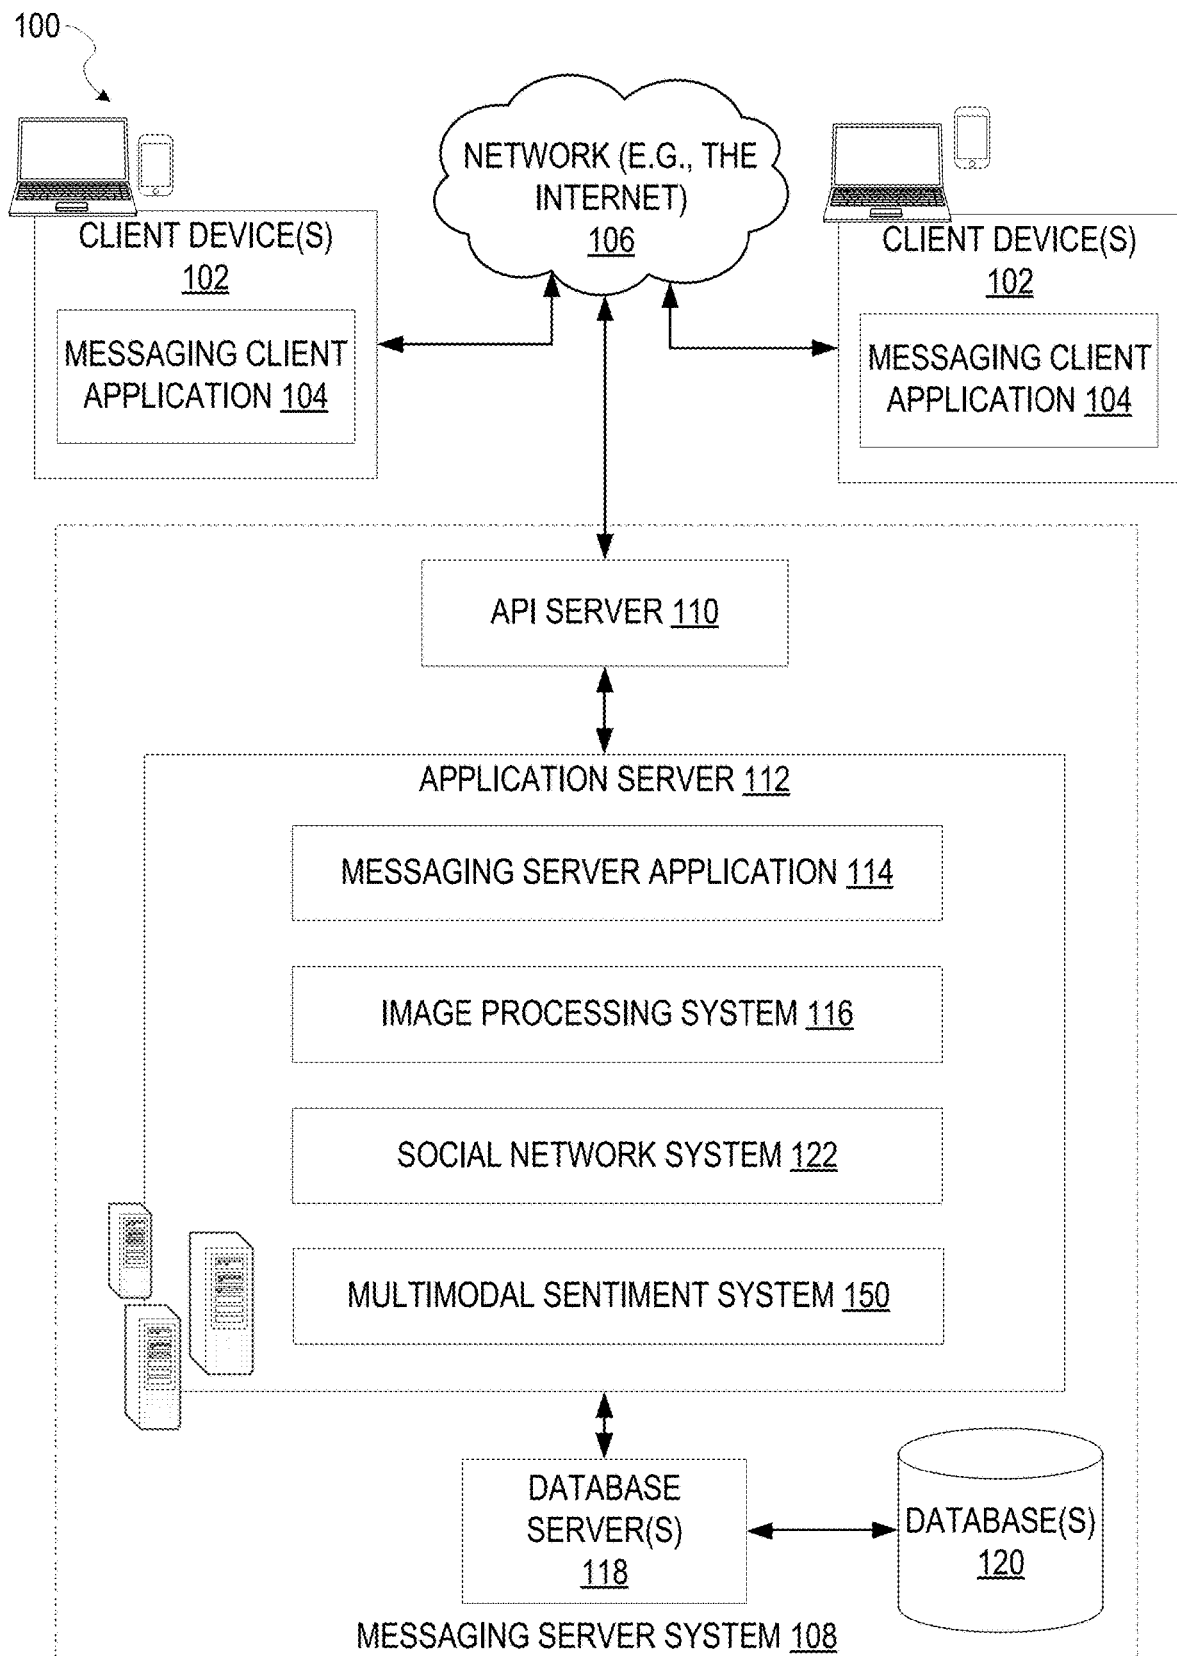 100
NETWORK (E.G., THE
INTERNET)
106
CLIENT DEVICE(S)
102
MESSAGING CLIENT
APPLICATION 104
CLIENT DEVICE(S)
102
MESSAGING CLIENT
APPLICATION 104
API SERVER 110
APPLICATION SERVER 112
MESSAGING SERVER APPLICATION 114
IMAGE PROCESSING SYSTEM 116
SOCIAL NETWORK SYSTEM 122
MULTIMODAL SENTIMENT SYSTEM 150
DATABASE
SERVER(S)
118
DATABASE(S)
120
MESSAGING SERVER SYSTEM 108